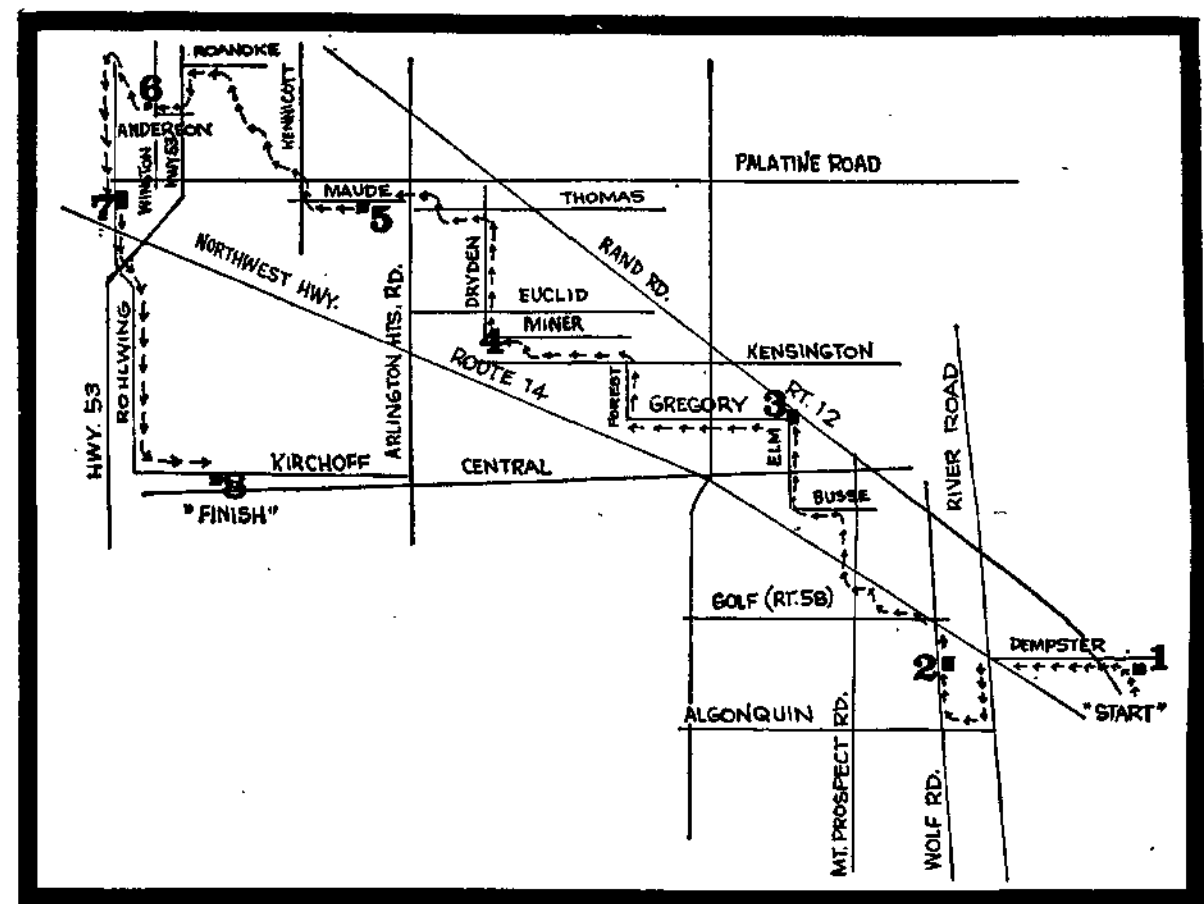 ROANOKE
6
KENNICOTT
ANDERSON
WINSTON
HWY 53
PALATINE ROAD
MAUDE
THOMAS
7
5
NORTHWEST HWY.
DRYDEN
RAND RD.
EUCLID
MINER
4
ARLINGTON HTS. RD.
KENSINGTON
ROUTE 14
ROHLWING
HWY. 53
FOREST
GREGORY
3
RT. 12
ELM
RIVER ROAD
KIRCHOFF
CENTRAL
8
"FINISH"
BUSSE
GOLF (RT. 58)
DEMPSTER
1
2
"START"
ALGONQUIN
MT. PROSPECT RD.
WOLF RD.